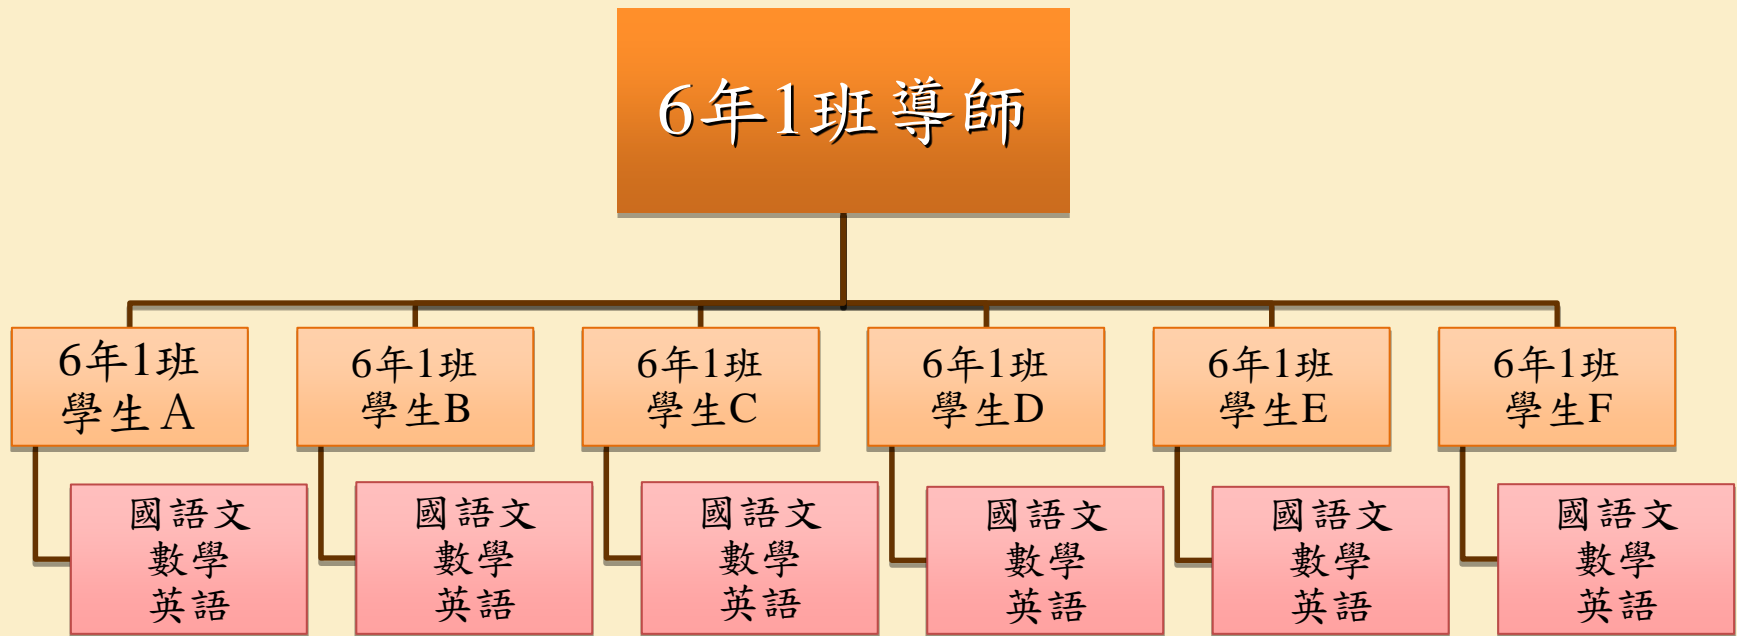 6年1班導師
6年1班
學生A
6年1班
學生B
6年1班
學生C
6年1班
學生D
6年1班
學生E
6年1班
學生F
國語文
數學
英語
國語文
數學
英語
國語文
數學
英語
國語文
數學
英語
國語文
數學
英語
國語文
數學
英語